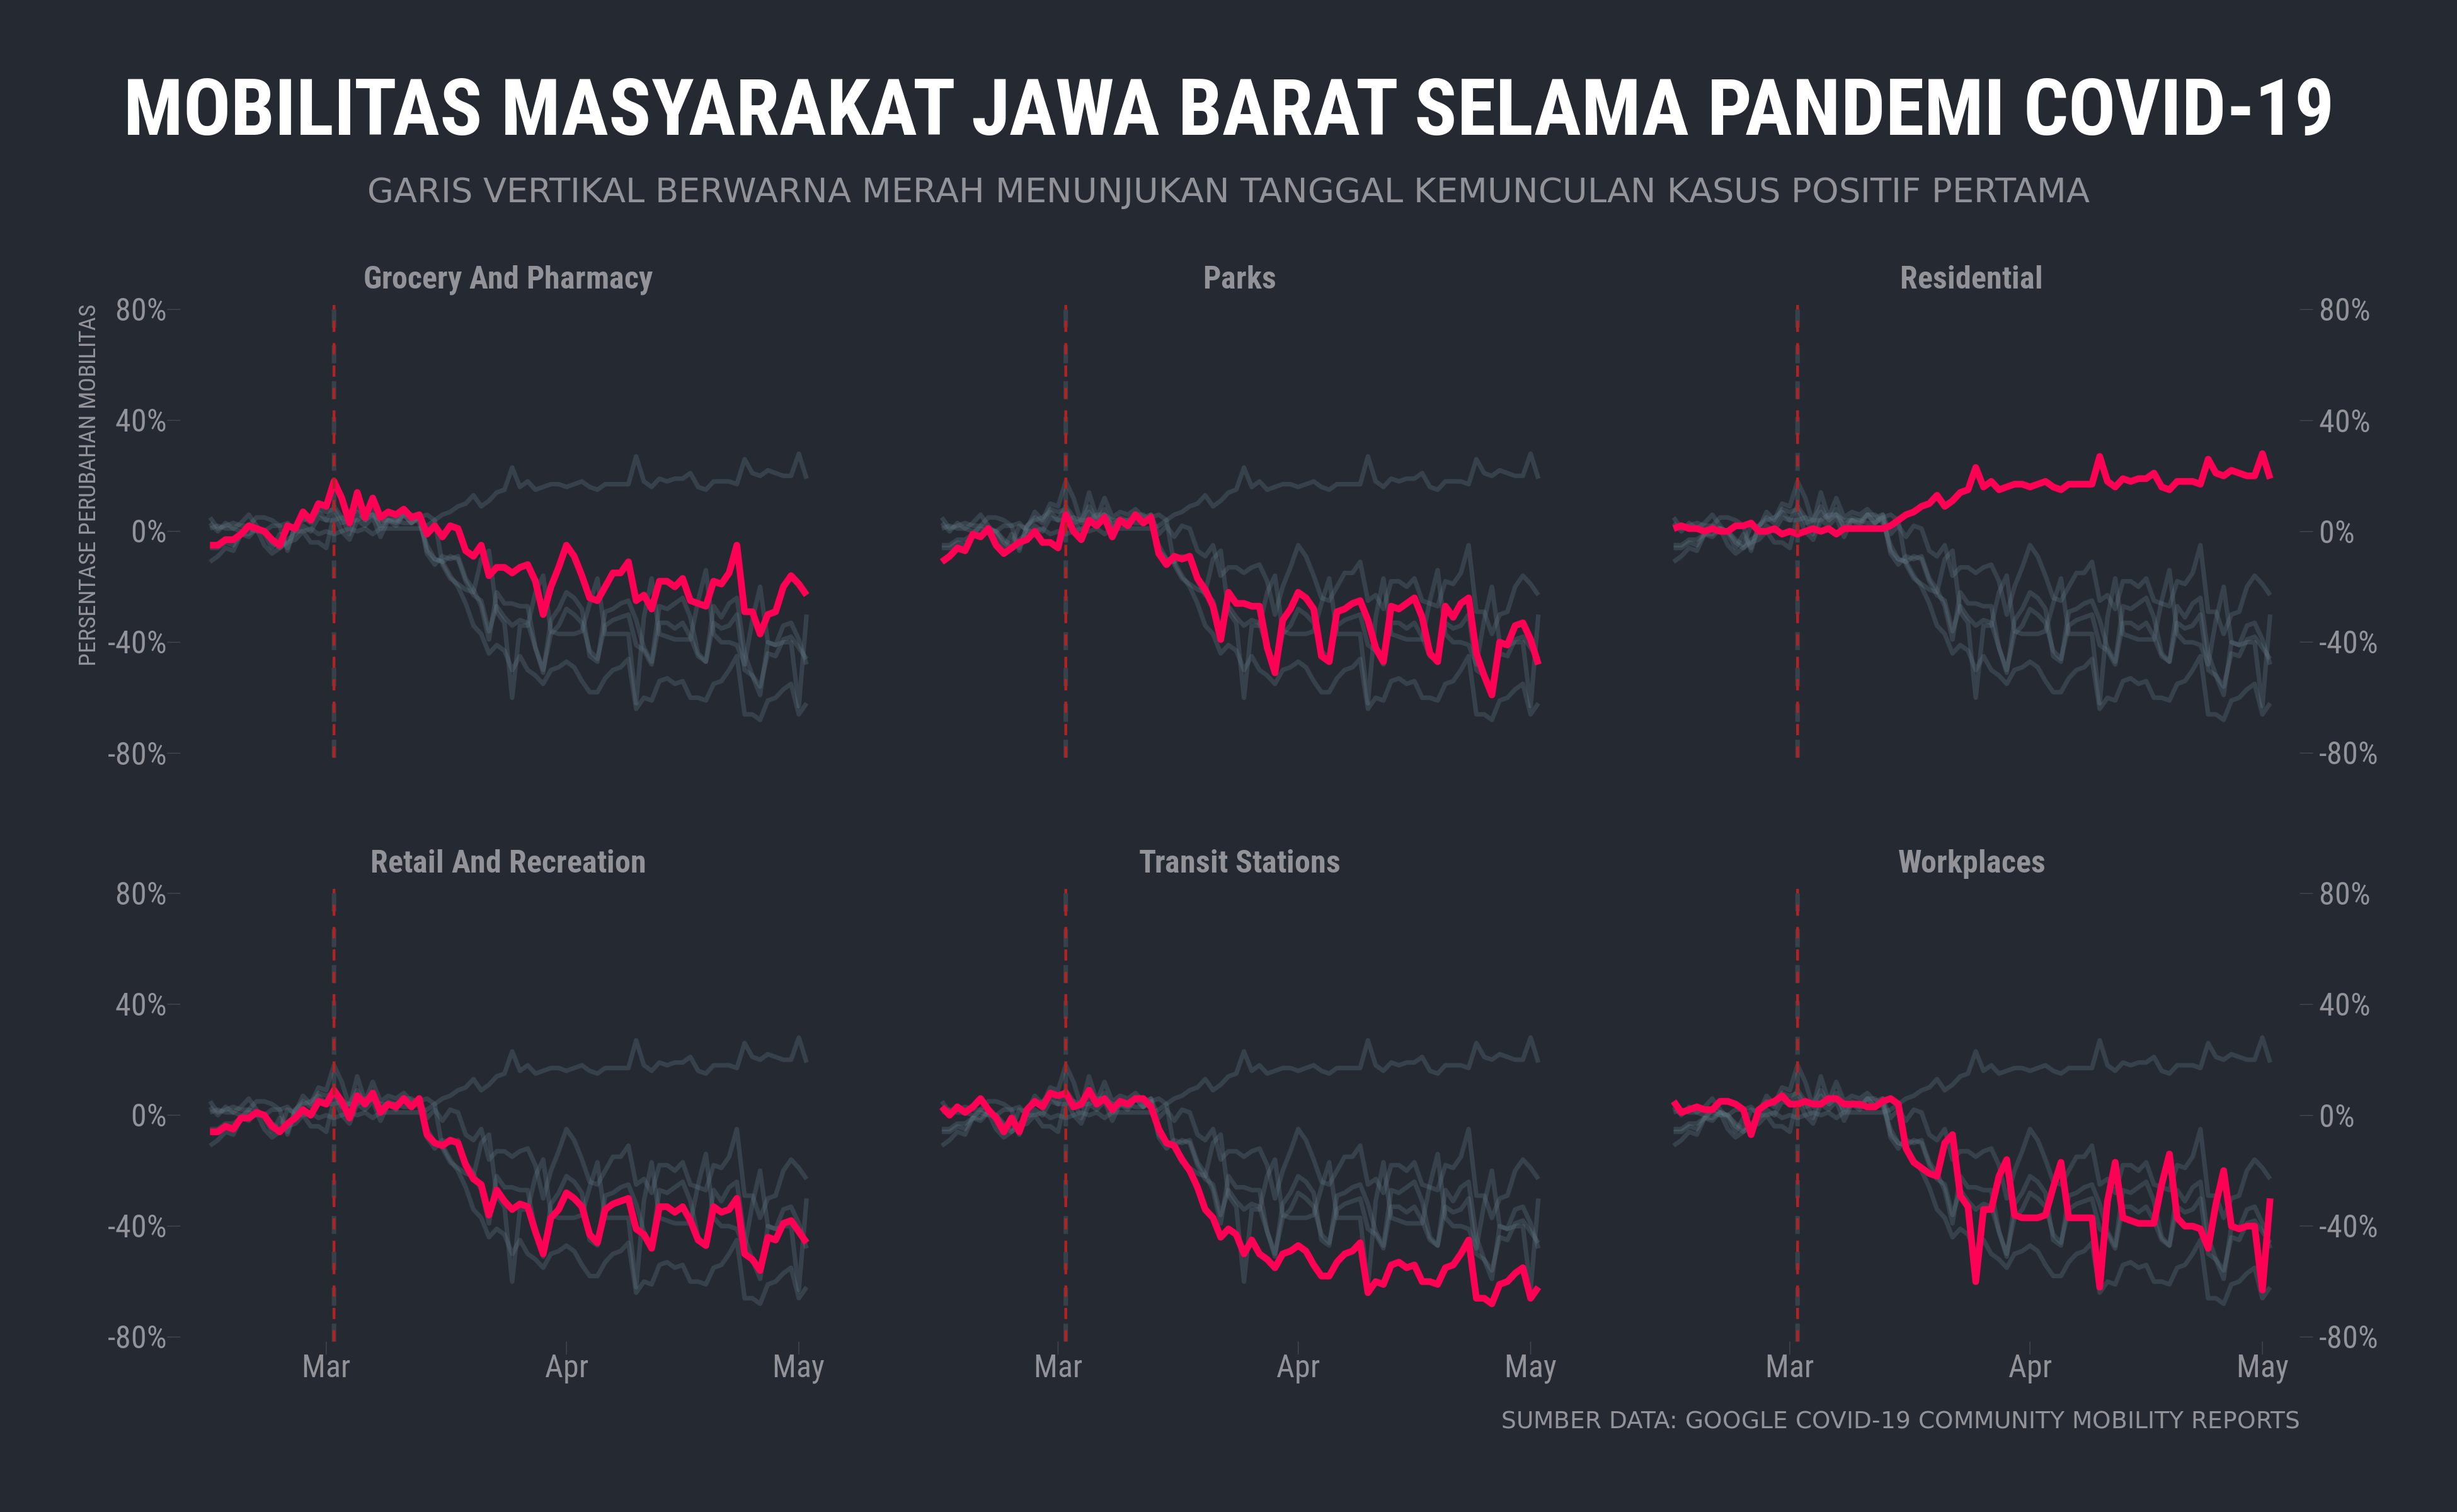 MOBILITAS MASYARAKAT JAWA BARAT SELAMA PANDEMI COVID-19
GARIS VERTIKAL BERWARNA MERAH MENUNJUKAN TANGGAL KEMUNCULAN KASUS POSITIF PERTAMA
Grocery And Pharmacy
Parks
Residential
PERSENTASE PERUBAHAN MOBILITAS
80%
40%
0%
-40%
-80%
80%
40%
0%
-40%
-80%
Retail And Recreation
Transit Stations
Workplaces
80%
40%
0%
-40%
-80%
80%
40%
0%
-40%
-80%
Mar Apr May
Mar Apr May
Mar Apr May
SUMBER DATA: GOOGLE COVID-19 COMMUNITY MOBILITY REPORTS